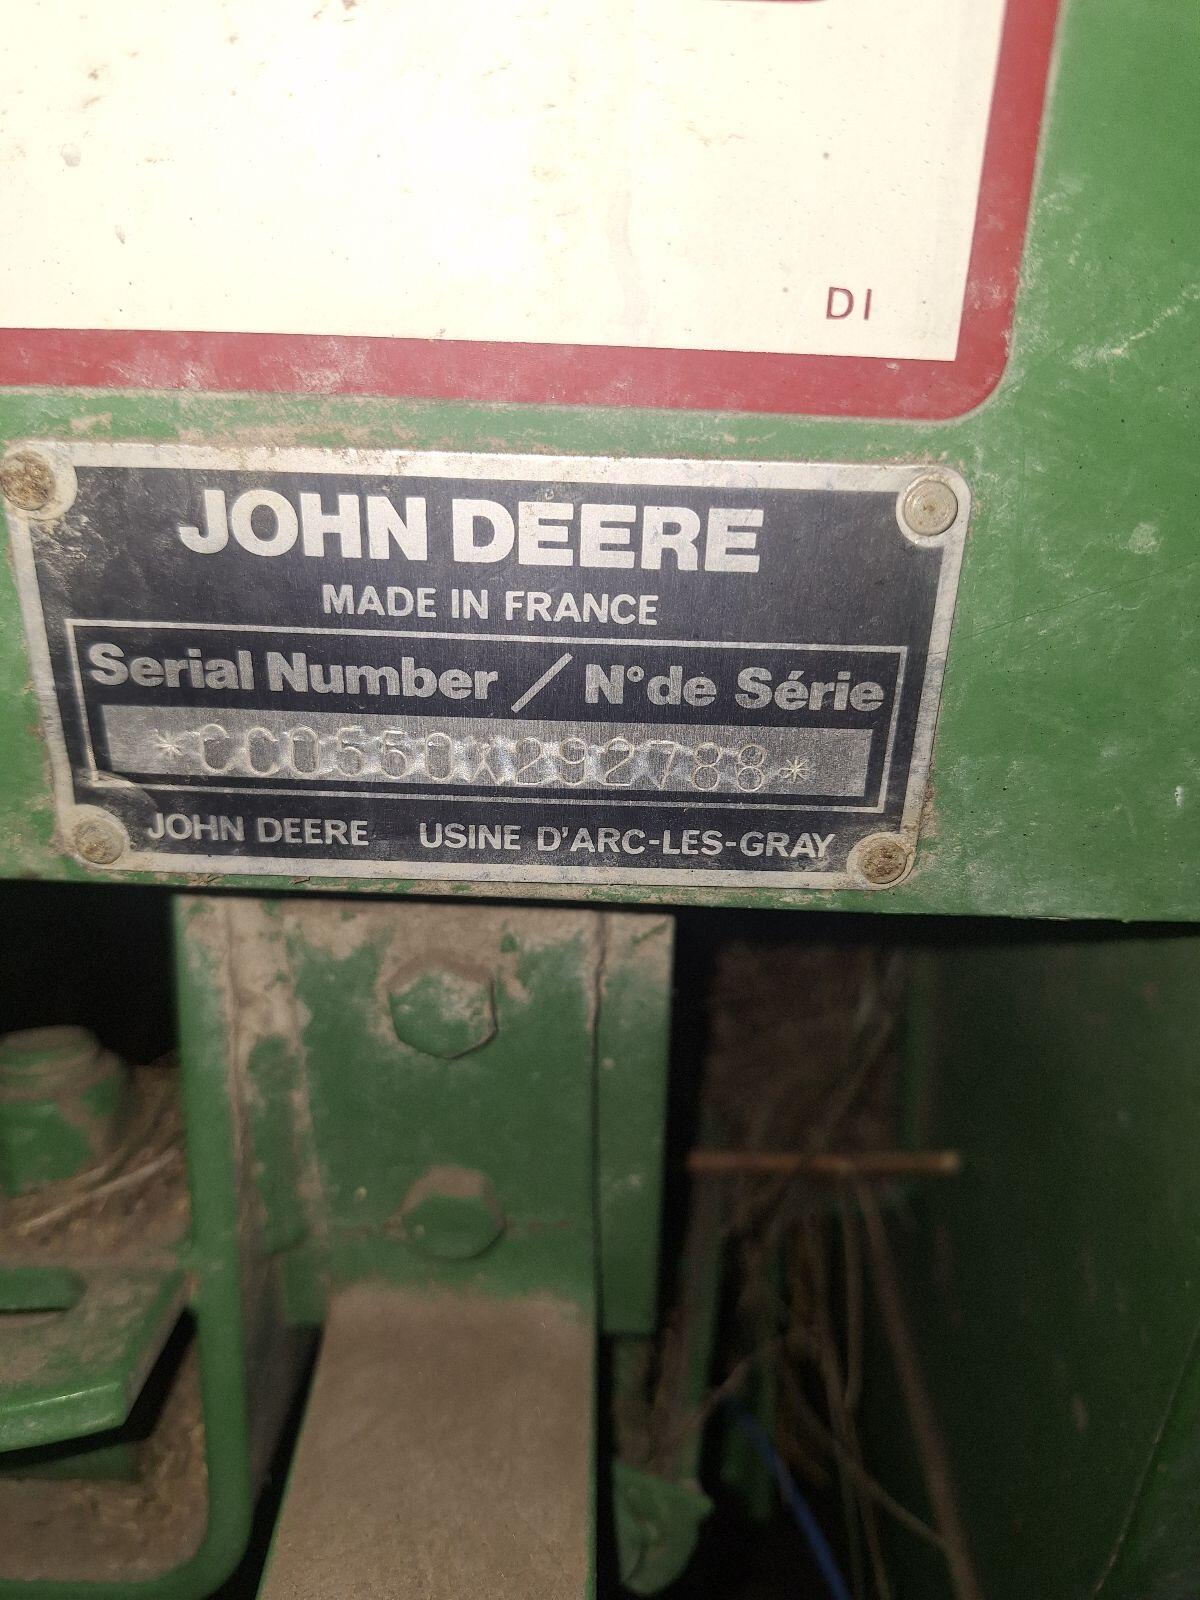 DI
JOHN DEERE
MADE IN FRANCE
Serial Number / N° de Série
*CC0550X292788*
JOHN DEERE USINE D'ARC-LES-GRAY